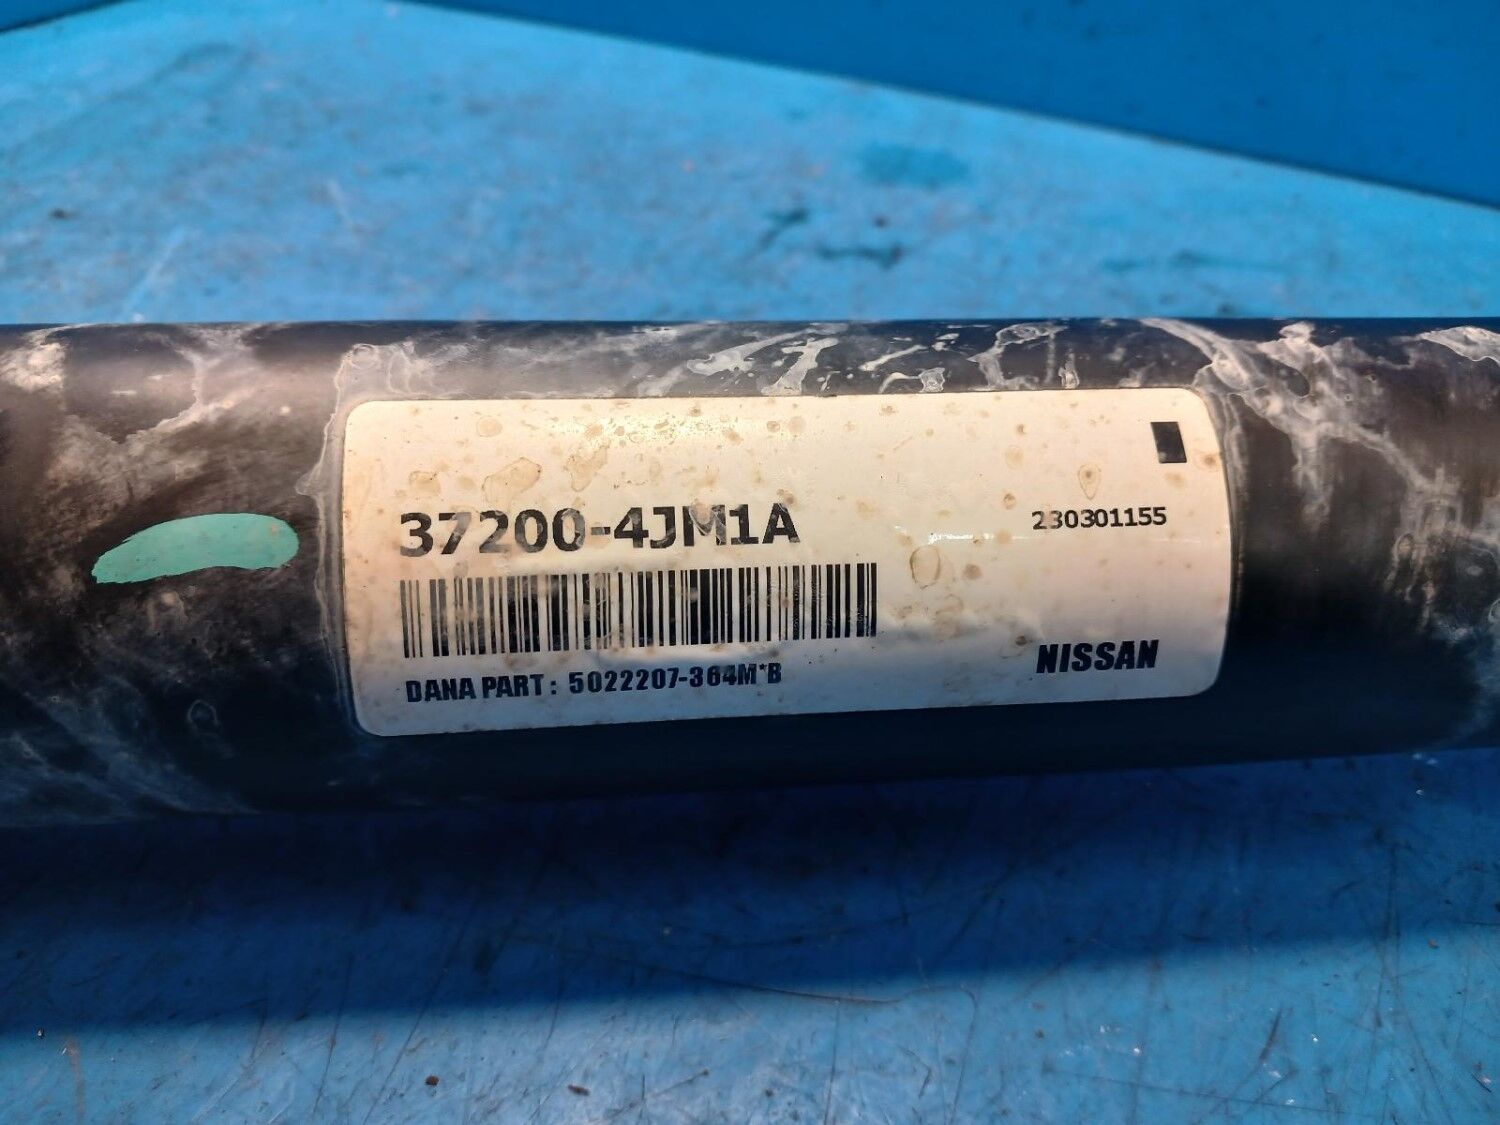 37200-4JM1A
230301155
DANA PART: 5022207-364M*B
NISSAN